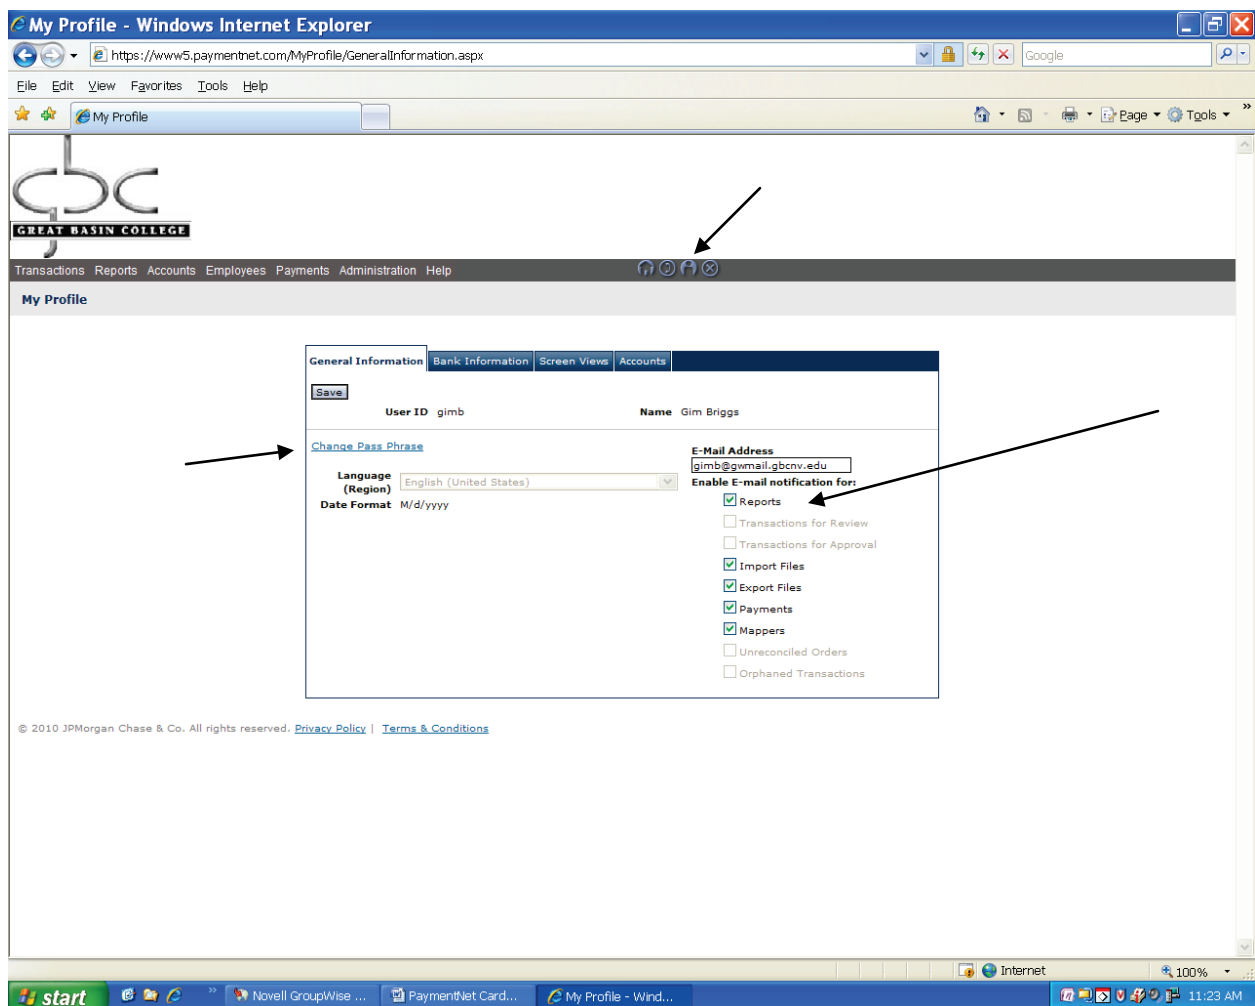 My Profile - Windows Internet Explorer
https://www5.paymentnet.com/MyProfile/GeneralInformation.aspx
Google
File Edit View Favorites Tools Help
My Profile
Page Tools »
gbc
GREAT BASIN COLLEGE
Transactions Reports Accounts Employees Payments Administration Help
My Profile
General Information Bank Information Screen Views Accounts
Save
User ID gimb Name Gim Briggs
Change Pass Phrase
E-Mail Address
gimb@gwmail.gbcnv.edu
Language
(Region) English (United States)
Enable E-mail notification for:
Date Format M/d/yyyy
Reports
Transactions for Review
Transactions for Approval
Import Files
Export Files
Payments
Mappers
Unreconciled Orders
Orphaned Transactions
© 2010 JPMorgan Chase & Co. All rights reserved. Privacy Policy | Terms & Conditions
Internet 100%
start » Novell GroupWise ... PaymentNet Card... My Profile - Wind... 11:23 AM